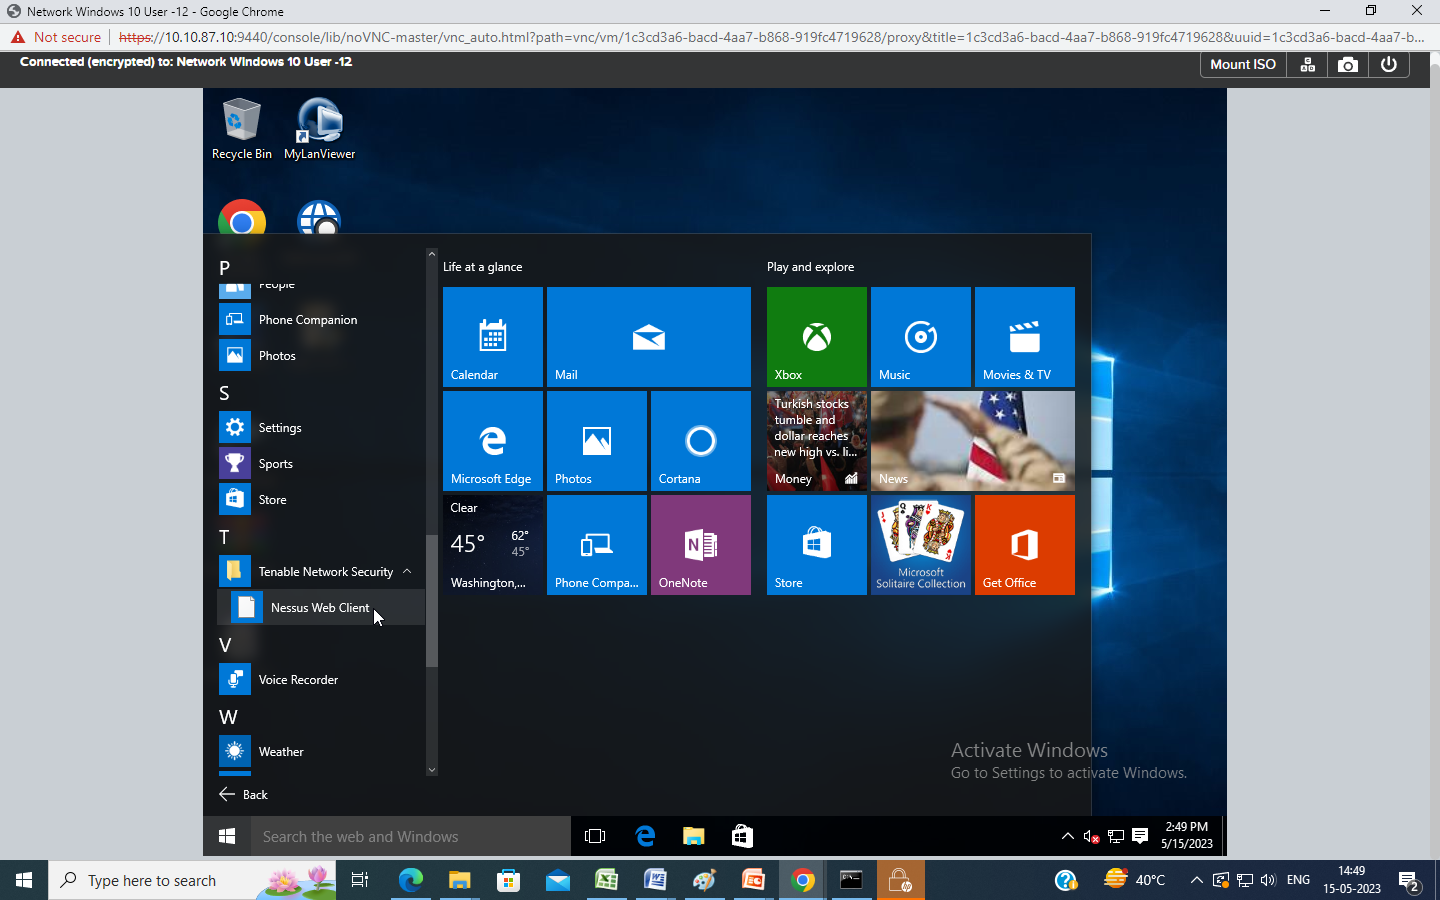 Network Windows 10 User -12 - Google Chrome
Not secure https://10.10.87.10:9440/console/lib/noVNC-master/vnc_auto.html?path=vnc/vm/1c3cd3a6-bacd-4aa7-b868-919fc4719628/proxy&title=1c3cd3a6-bacd-4aa7-b868-919fc4719628&uuid=1c3cd3a6-bacd-4aa7-b...
Connected (encrypted) to: Network Windows 10 User -12
Mount ISO
Recycle Bin
MyLanViewer
P
People
Phone Companion
Photos
S
Settings
Sports
Store
T
Tenable Network Security
Nessus Web Client
V
Voice Recorder
W
Weather
Back
Life at a glance
Calendar
Mail
Microsoft Edge
Photos
Cortana
Clear
45° 62°
45°
Washington,...
Phone Compa...
OneNote
Play and explore
Xbox
Music
Movies & TV
Turkish stocks
tumble and
dollar reaches
new high vs. li...
Money
News
Store
Microsoft
Solitaire Collection
Get Office
Activate Windows
Go to Settings to activate Windows.
Search the web and Windows
2:49 PM
5/15/2023
Type here to search
40°C
ENG
14:49
15-05-2023
2